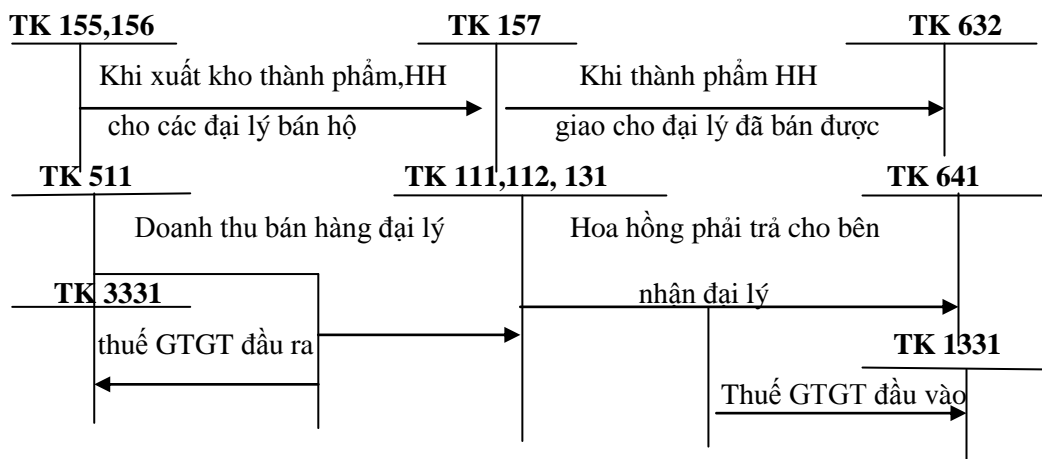 TK 155,156 TK 157 TK 632
Khi xuất kho thành phẩm,HH Khi thành phẩm HH
cho các đại lý bán hộ giao cho đại lý đã bán được
TK 511 TK 111,112, 131 TK 641
Doanh thu bán hàng đại lý Hoa hồng phải trả cho bên
TK 3331 nhận đại lý
thuế GTGT đầu ra TK 1331
Thuế GTGT đầu vào